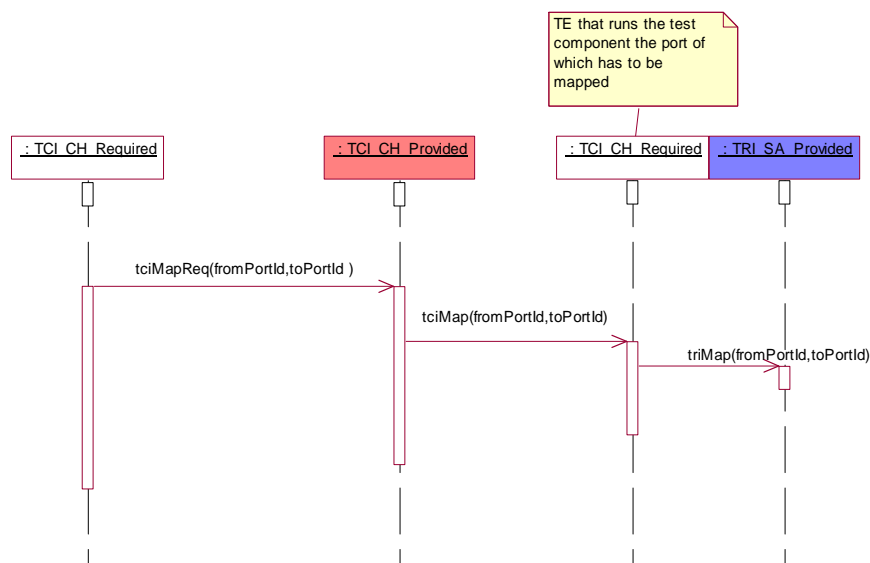 TE that runs the test
component the port of
which has to be
mapped
: TCI_CH_Required
: TCI_CH_Provided
: TCI_CH_Required
: TRI_SA_Provided
tciMapReq(fromPortId,toPortId )
tciMap(fromPortId,toPortId)
triMap(fromPortId,toPortId)